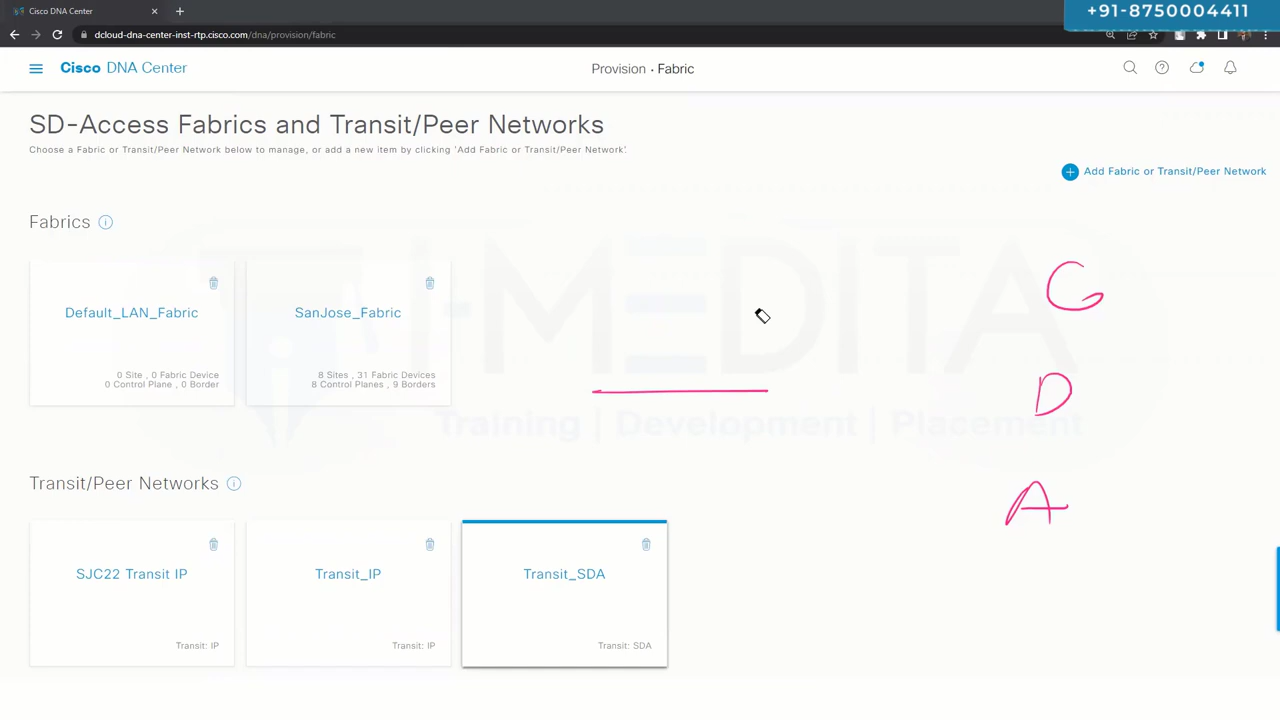 Cisco DNA Center
+91-8750004411
dcloud-dna-center-inst-rtp.cisco.com/dna/provision/fabric
Cisco DNA Center
Provision · Fabric
SD-Access Fabrics and Transit/Peer Networks
Choose a Fabric or Transit/Peer Network below to manage, or add a new item by clicking 'Add Fabric or Transit/Peer Network'.
Add Fabric or Transit/Peer Network
Fabrics
Default_LAN_Fabric
0 Site , 0 Fabric Device
0 Control Plane , 0 Border
SanJose_Fabric
8 Sites , 31 Fabric Devices
8 Control Planes , 9 Borders
I-MEDITA
Training | Development | Placement
C
D
A
Transit/Peer Networks
SJC22 Transit IP
Transit: IP
Transit_IP
Transit: IP
Transit_SDA
Transit: SDA